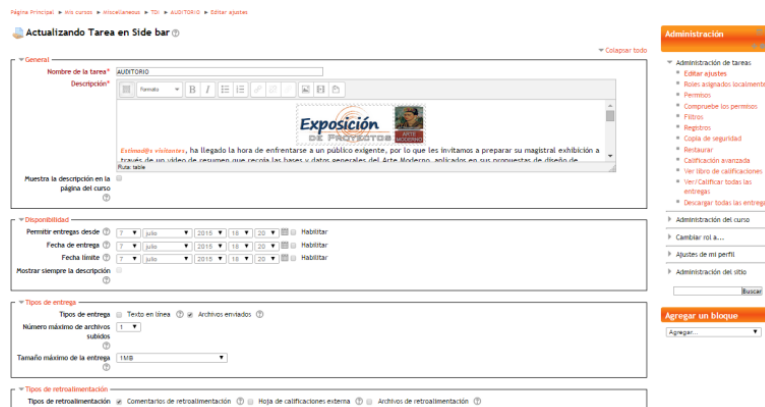 Página Principal ► mis cursos ► miscellaneous ► TDI ► AUDITORIO ► Editar ajustes
Actualizando Tarea en Side bar
Colapsar todo
General
Nombre de la tarea* AUDITORIO
Descripción*
Formato
Exposición
DE PROYECTOS
ARTE
MODERNO
Estimad@s visitantes, ha llegado la hora de enfrentarse a un público exigente, por lo que les invitamos a preparar su magistral exhibición a
través de un video de resumen que recoja las bases y datos generales del Arte Moderno, aplicados en sus propuestas de diseño de
Ruta: table
Muestra la descripción en la
página del curso
Disponibilidad
Permitir entregas desde 7 julio 2015 16 20 Habilitar
Fecha de entrega 7 julio 2015 16 20 Habilitar
Fecha límite 7 julio 2015 16 20 Habilitar
Mostrar siempre la descripción
Tipos de entrega
Tipos de entrega Texto en línea Archivos enviados
Número máximo de archivos
subidos
1
Tamaño máximo de la entrega 1MB
Tipos de retroalimentación
Tipos de retroalimentación Comentarios de retroalimentación Hoja de calificaciones externa Archivos de retroalimentación
Administración
Administración de tareas
Editar ajustes
Roles asignados localmente
Permisos
Compruebe los permisos
Filtros
Registros
Copia de seguridad
Restaurar
Calificación avanzada
Ver libro de calificaciones
Ver/Calificar todas las
entregas
Descargar todas las entrega
Administración del curso
Cambiar rol a...
Ajustes de mi perfil
Administración del sitio
Buscar
Agregar un bloque
Agregar...